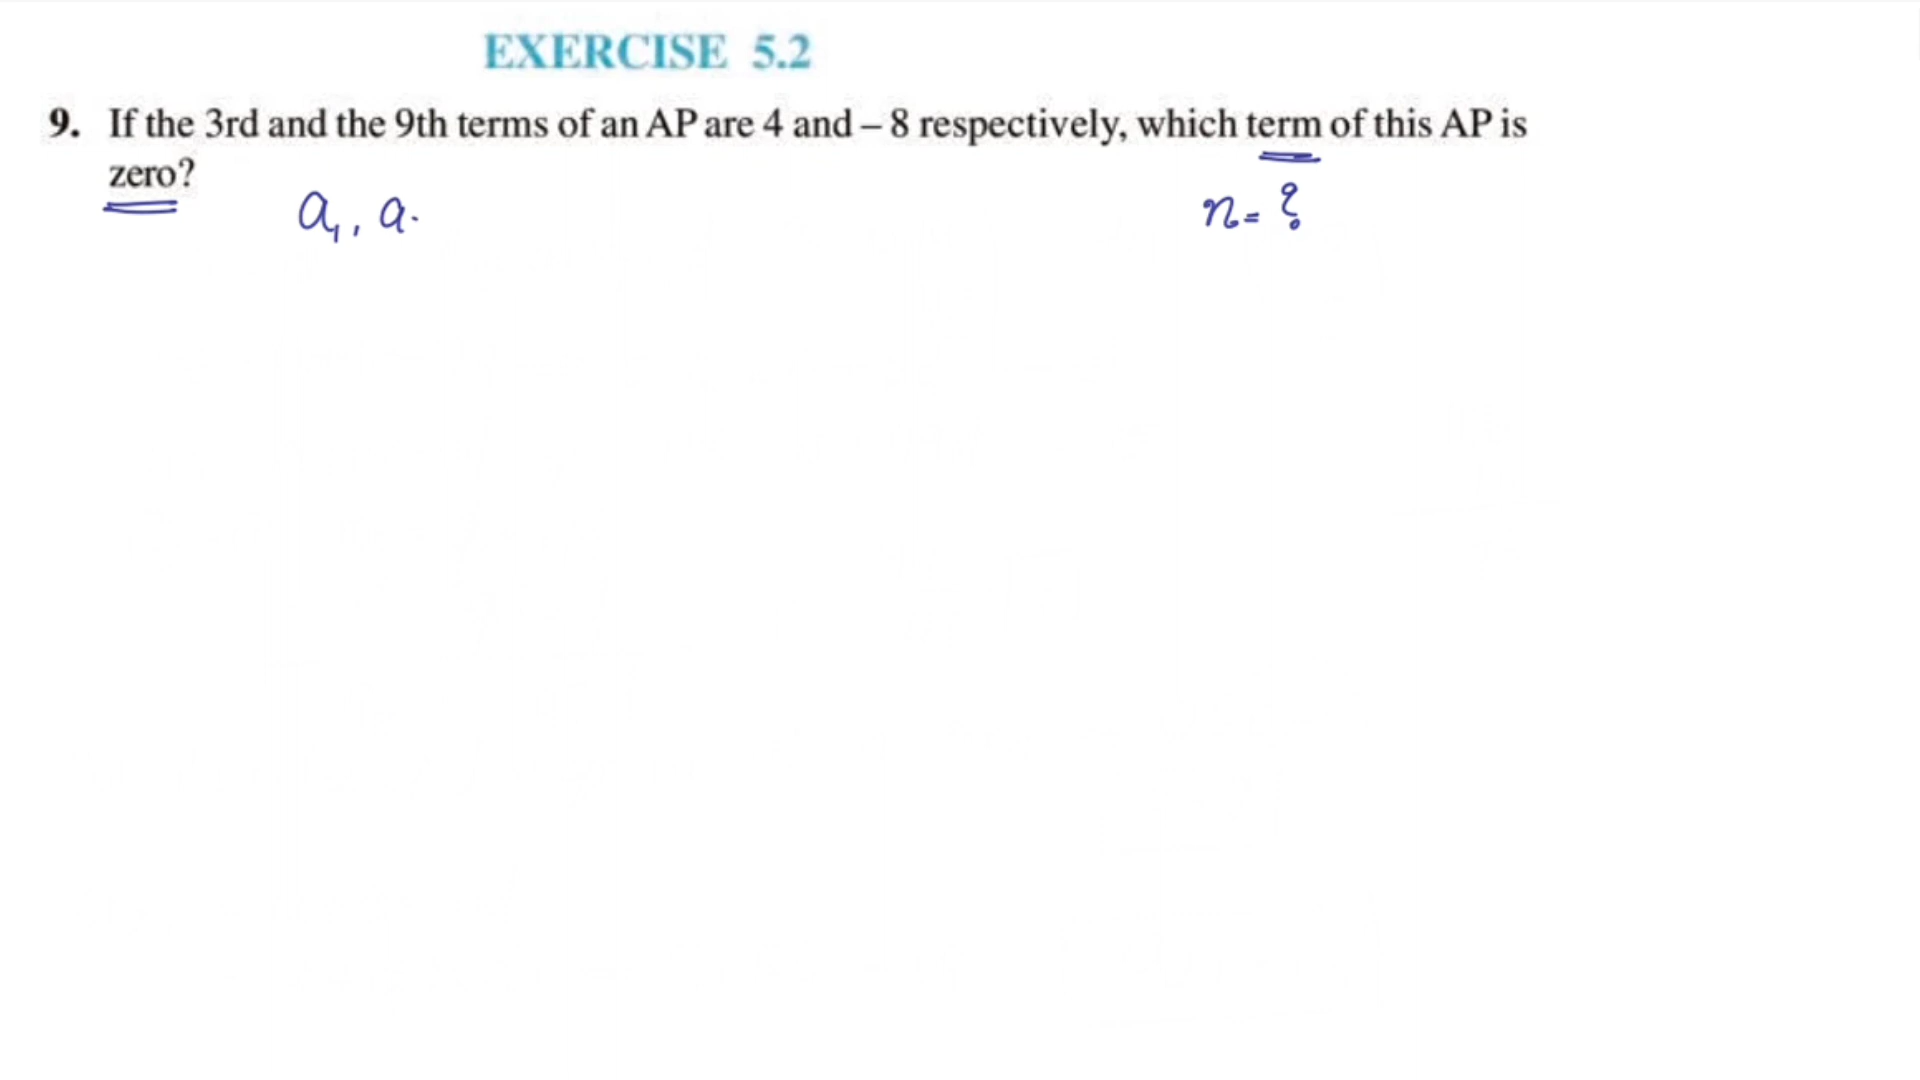 EXERCISE 5.2
9. If the 3rd and the 9th terms of an AP are 4 and – 8 respectively, which term of this AP is
zero?
a₁, a.
n = ?